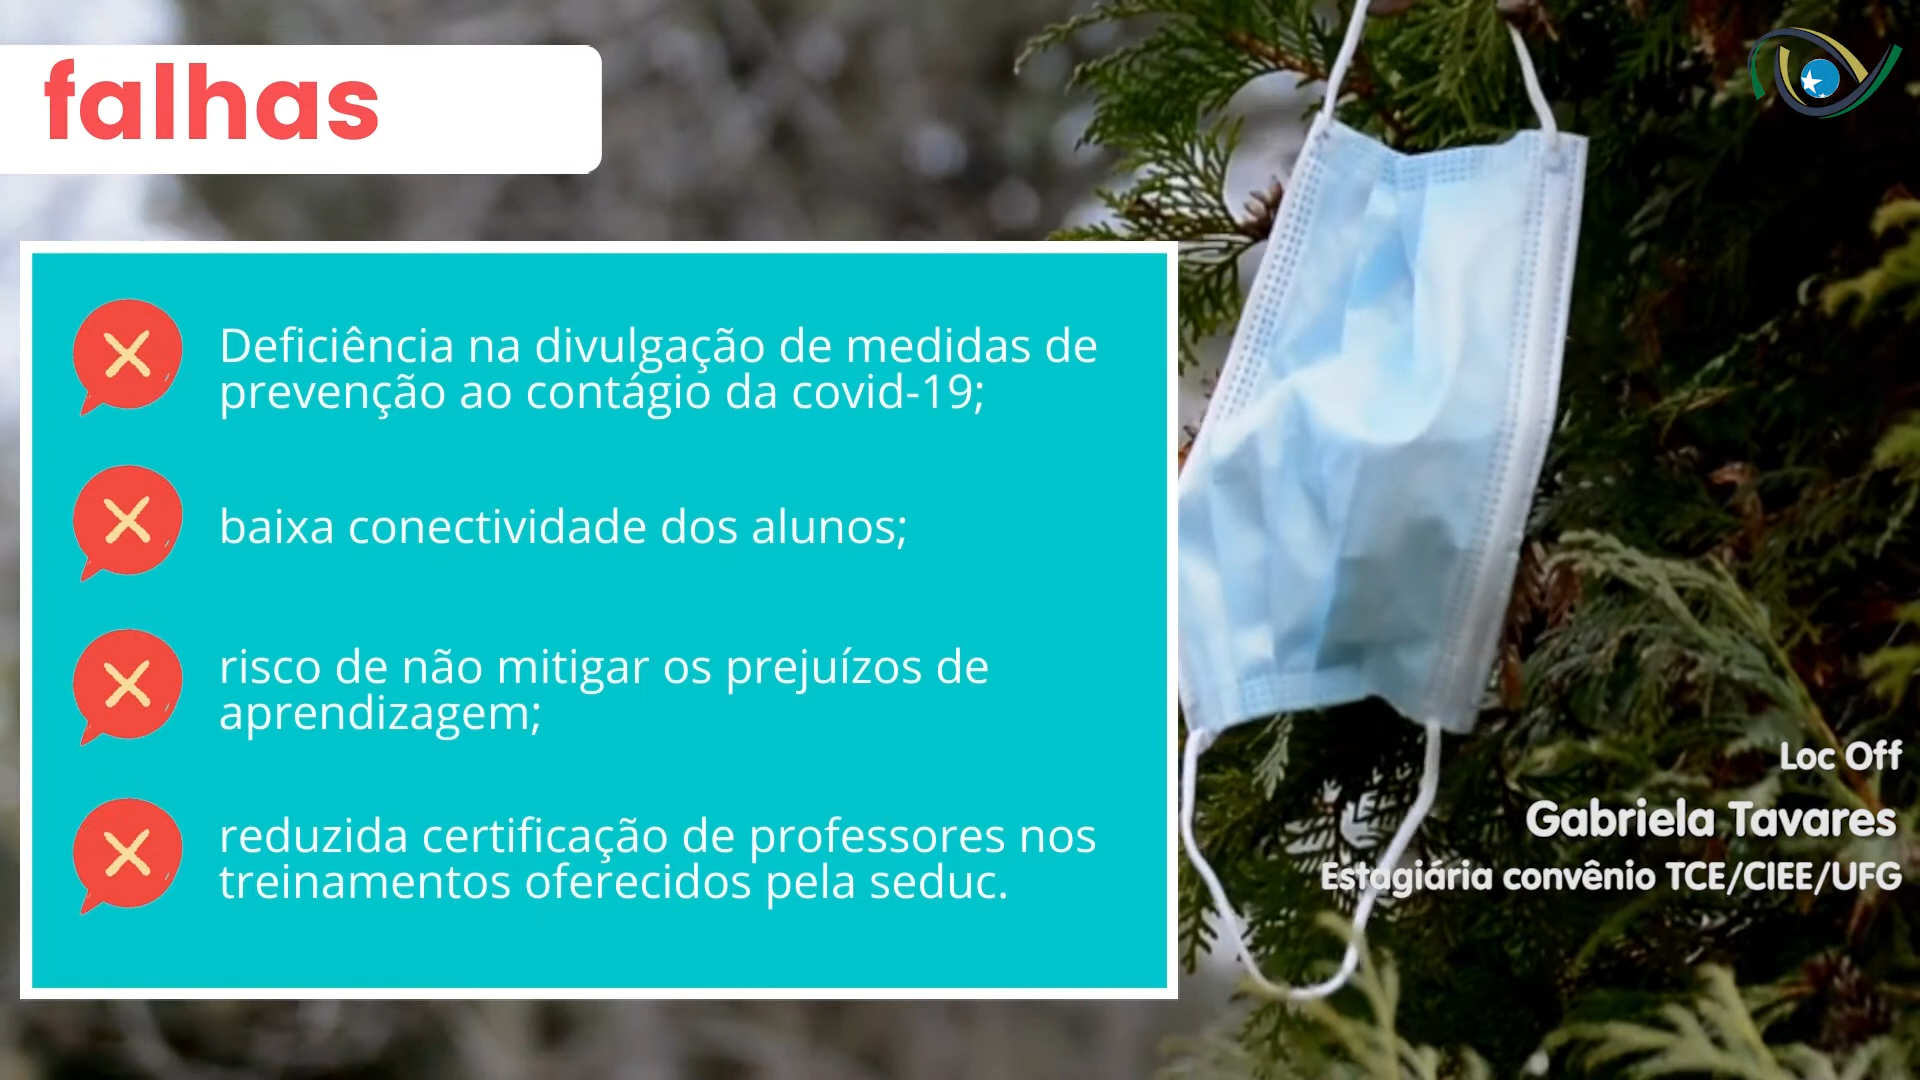 falhas
Deficiência na divulgação de medidas de
prevenção ao contágio da covid-19;
baixa conectividade dos alunos;
risco de não mitigar os prejuízos de
aprendizagem;
reduzida certificação de professores nos
treinamentos oferecidos pela seduc.
Loc Off
Gabriela Tavares
Estagiária convênio TCE/CIEE/UFG